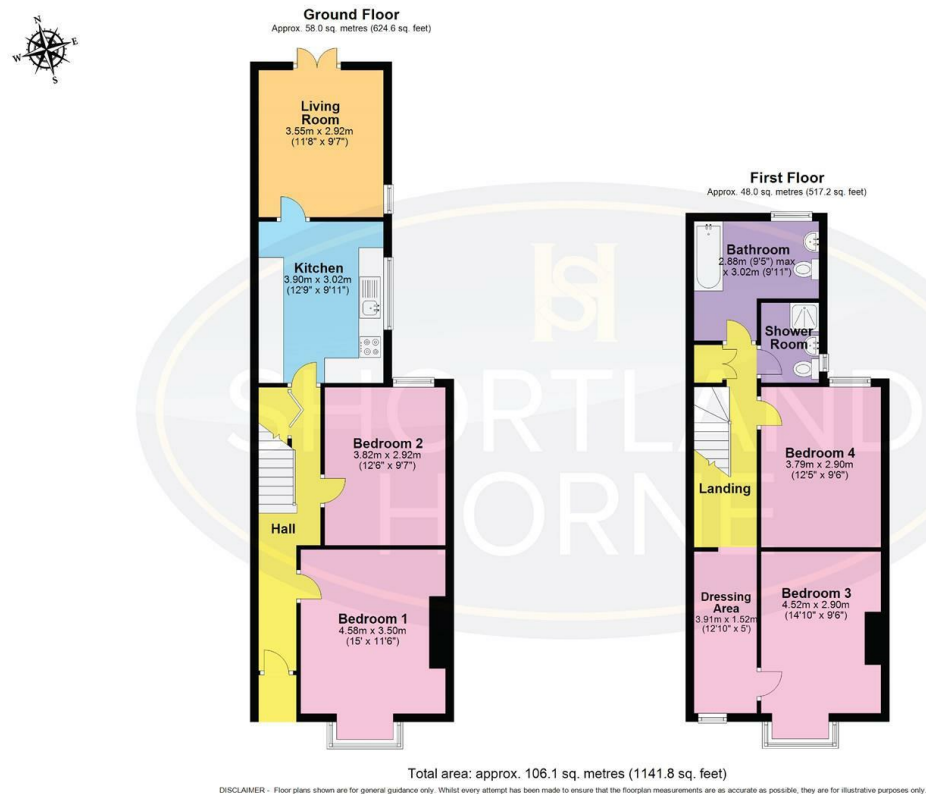 N
W
E
S
Ground Floor
Approx. 58.0 sq. metres (624.6 sq. feet)
Living
Room
3.55m x 2.92m
(11'8" x 9'7")
Kitchen
3.90m x 3.02m
(12'9" x 9'11")
Bedroom 2
3.82m x 2.92m
(12'6" x 9'7")
Hall
Bedroom 1
4.58m x 3.50m
(15' x 11'6")
First Floor
Approx. 48.0 sq. metres (517.2 sq. feet)
Bathroom
2.88m (9'5") max
x 3.02m (9'11")
Shower
Room
Bedroom 4
3.79m x 2.90m
(12'5" x 9'6")
Landing
Dressing
Area
3.91m x 1.52m
(12'10" x 5')
Bedroom 3
4.52m x 2.90m
(14'10" x 9'6")
SH
SHORTLAND
HORNE
Total area: approx. 106.1 sq. metres (1141.8 sq. feet)
DISCLAIMER - Floor plans shown are for general guidance only. Whilst every attempt has been made to ensure that the floorplan measurements are as accurate as possible, they are for illustrative purposes only.